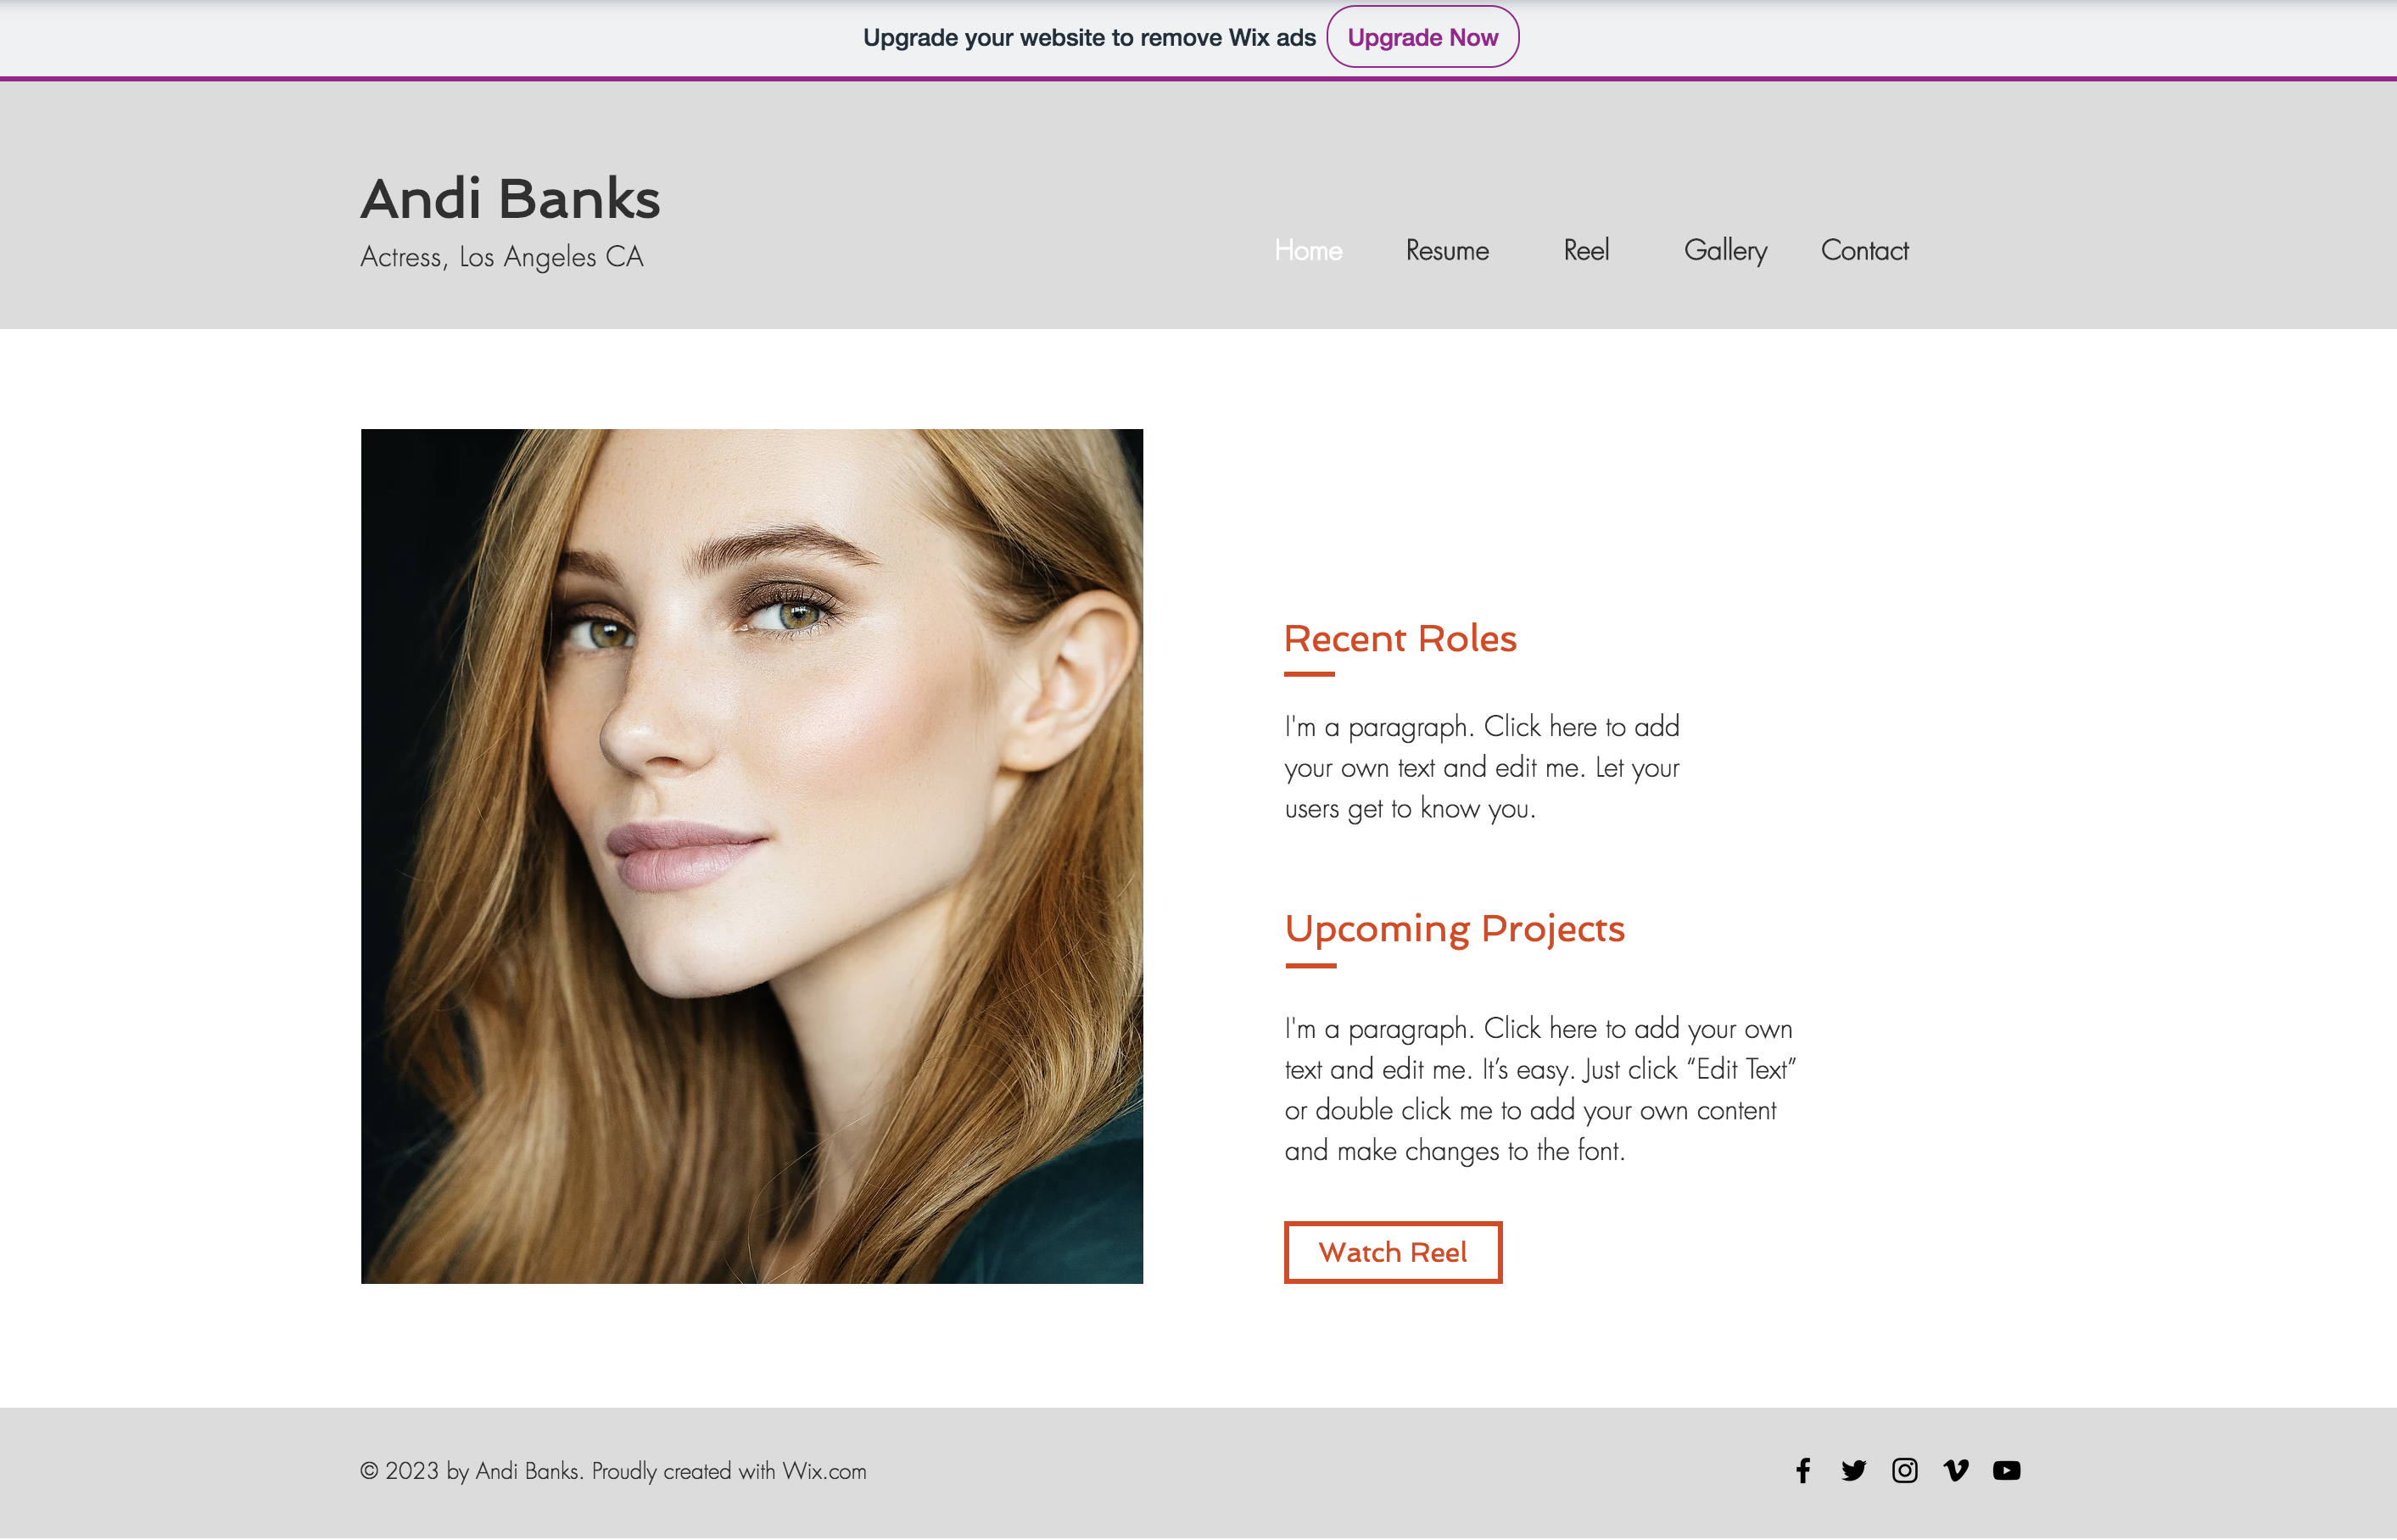 Upgrade your website to remove Wix ads Upgrade Now
Andi Banks
Actress, Los Angeles CA
Home Resume Reel Gallery Contact
Recent Roles
I'm a paragraph. Click here to add
your own text and edit me. Let your
users get to know you.
Upcoming Projects
I'm a paragraph. Click here to add your own
text and edit me. It’s easy. Just click “Edit Text”
or double click me to add your own content
and make changes to the font.
Watch Reel
© 2023 by Andi Banks. Proudly created with Wix.com